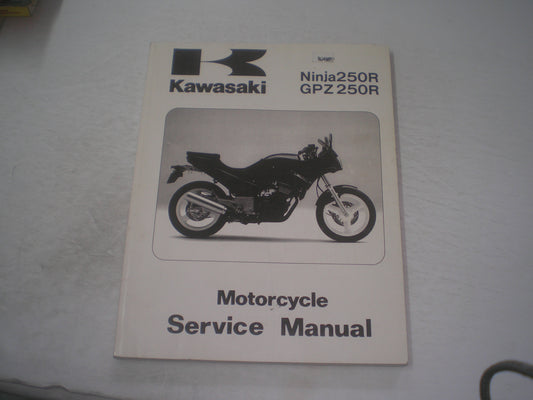 Kawasaki
Ninja250R
GPZ250R
Motorcycle
Service Manual